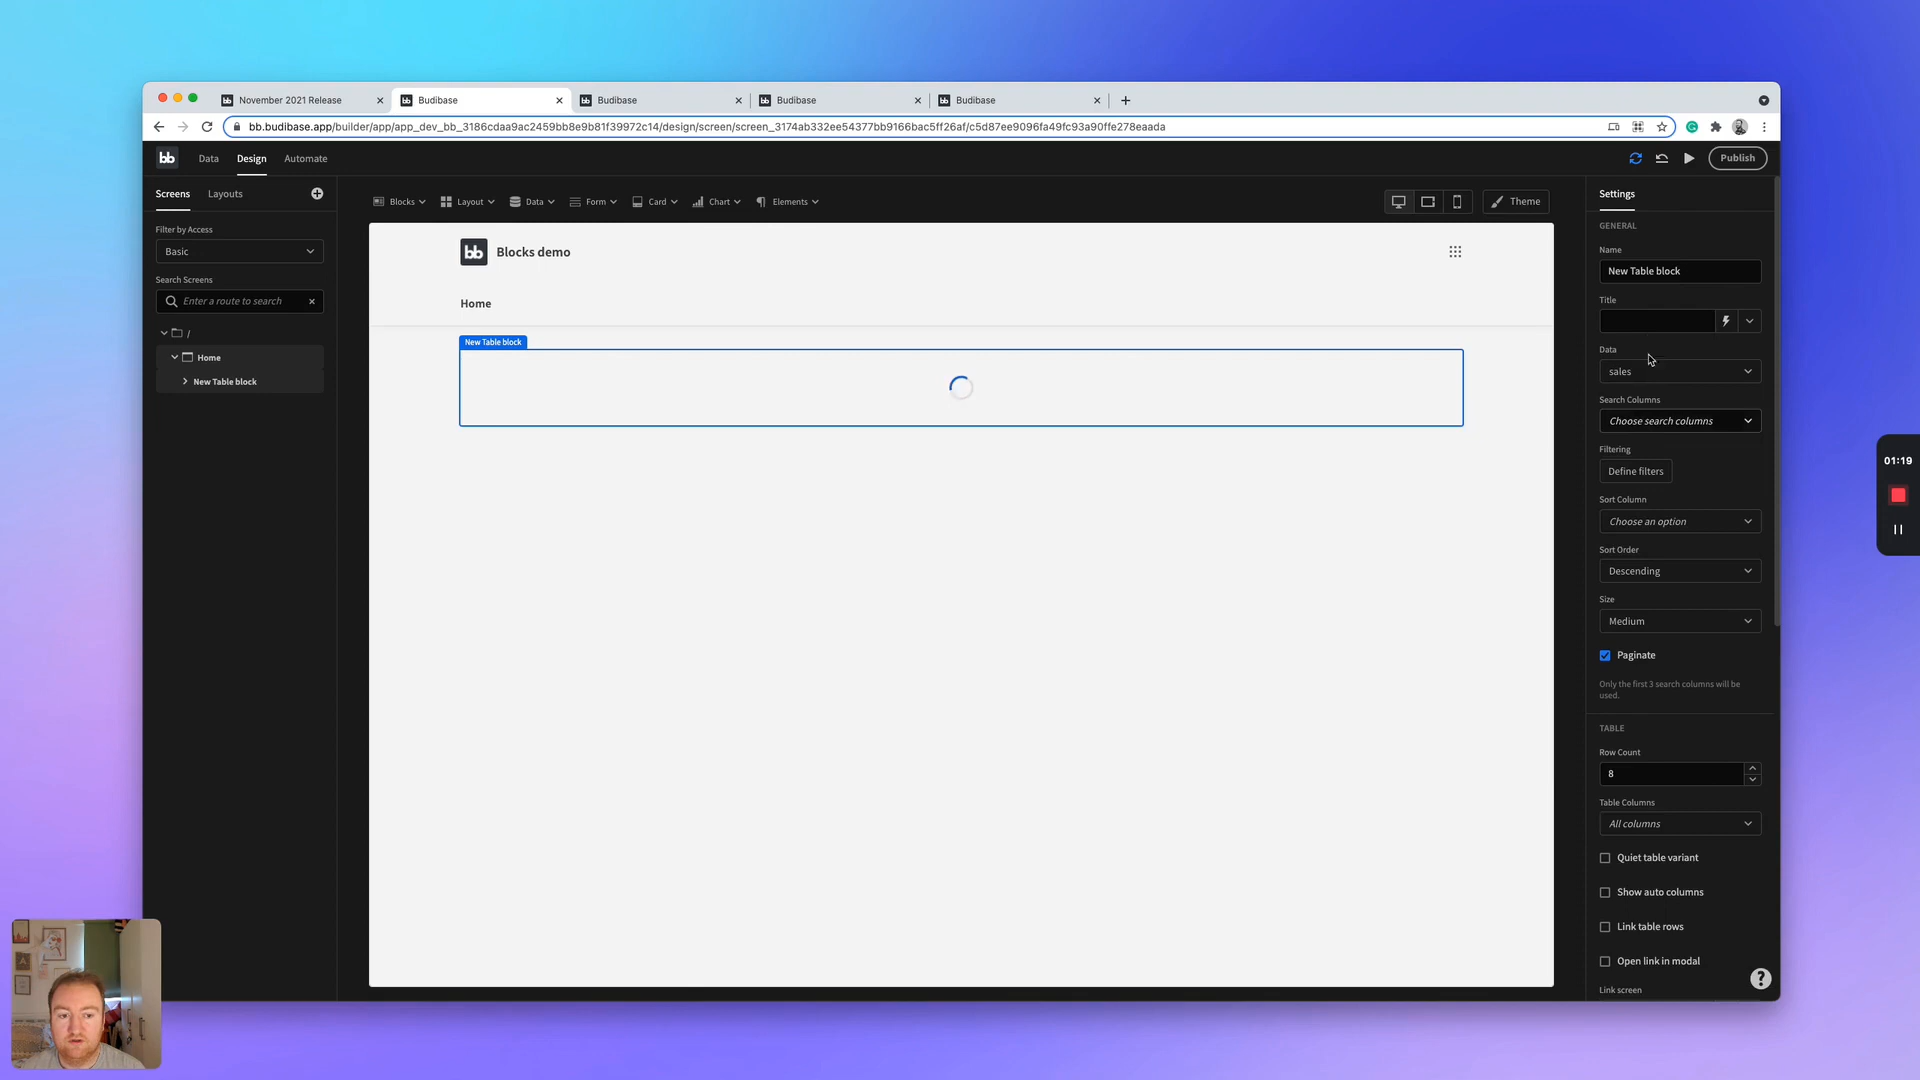 November 2021 Release
Budibase
Budibase
Budibase
Budibase
bb.budibase.app/builder/app/app_dev_bb_3186cdaa9ac2459bb8e9b81f39972c14/design/screen/screen_3174ab332ee54377bb9166bac5ff26af/c5d87ee9096fa49fc93a90ffe278eaada
bb
Data
Design
Automate
Publish
Screens
Layouts
Filter by Access
Basic
Search Screens
Enter a route to search
/
Home
New Table block
Blocks
Layout
Data
Form
Card
Chart
Elements
Theme
bb Blocks demo
Home
New Table block
Settings
GENERAL
Name
New Table block
Title
Data
sales
Search Columns
Choose search columns
Filtering
Define filters
Sort Column
Choose an option
Sort Order
Descending
Size
Medium
Paginate
Only the first 3 search columns will be
used.
TABLE
Row Count
8
Table Columns
All columns
Quiet table variant
Show auto columns
Link table rows
Open link in modal
Link screen
?
01:19